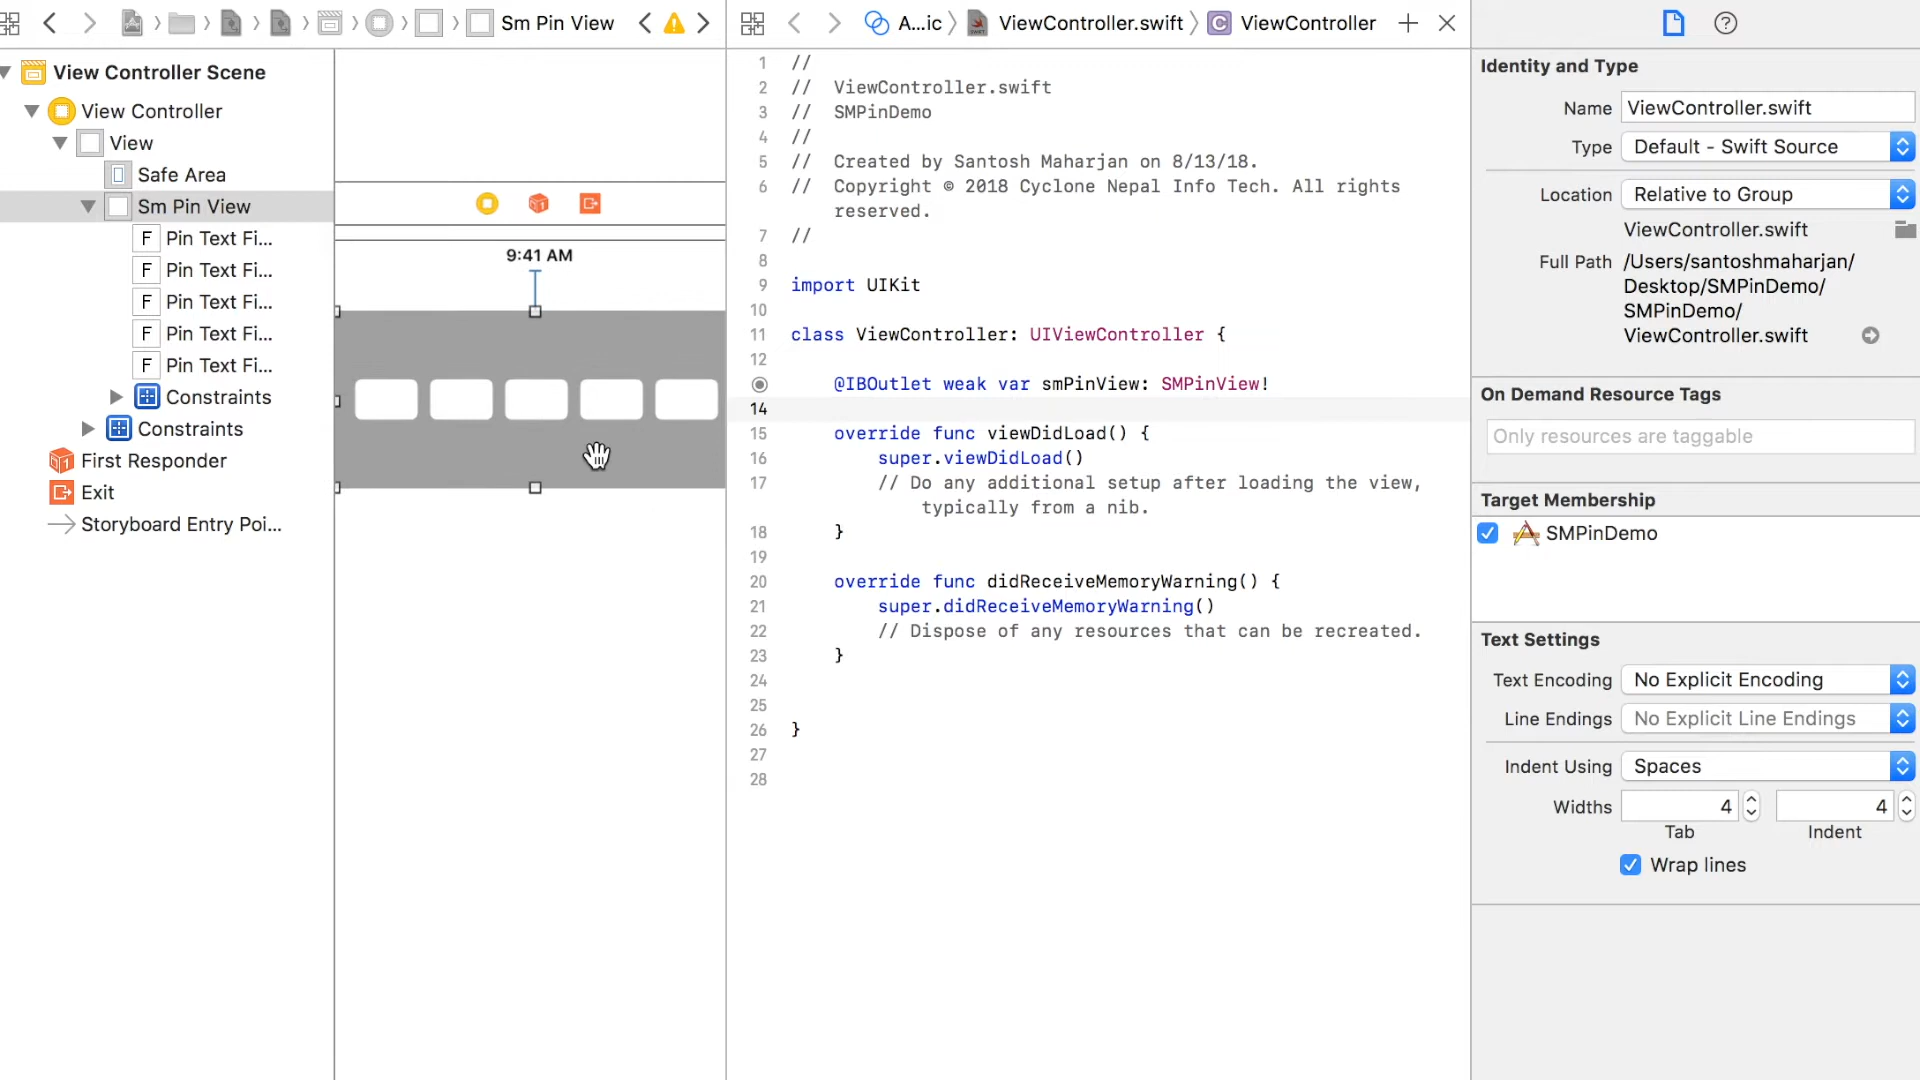 Sm Pin View
A...ic
ViewController.swift
ViewController
View Controller Scene
View Controller
View
Safe Area
Sm Pin View
F Pin Text Fi...
F Pin Text Fi...
F Pin Text Fi...
F Pin Text Fi...
F Pin Text Fi...
Constraints
Constraints
First Responder
Exit
Storyboard Entry Poi...
9:41 AM
1 //
2 //  ViewController.swift
3 //  SMPinDemo
4 //
5 //  Created by Santosh Maharjan on 8/13/18.
6 //  Copyright © 2018 Cyclone Nepal Info Tech. All rights
reserved.
7 //
8
9 import UIKit
10
11 class ViewController: UIViewController {
12
@IBOutlet weak var smPinView: SMPinView!
14
15 override func viewDidLoad() {
16 super.viewDidLoad()
17 // Do any additional setup after loading the view,
typically from a nib.
18 }
19
20 override func didReceiveMemoryWarning() {
21 super.didReceiveMemoryWarning()
22 // Dispose of any resources that can be recreated.
23 }
24
25
26 }
27
28
Identity and Type
Name ViewController.swift
Type Default - Swift Source
Location Relative to Group
ViewController.swift
Full Path /Users/santoshmaharjan/
Desktop/SMPinDemo/
SMPinDemo/
ViewController.swift
On Demand Resource Tags
Only resources are taggable
Target Membership
SMPinDemo
Text Settings
Text Encoding No Explicit Encoding
Line Endings No Explicit Line Endings
Indent Using Spaces
Widths 4 4
Tab Indent
Wrap lines